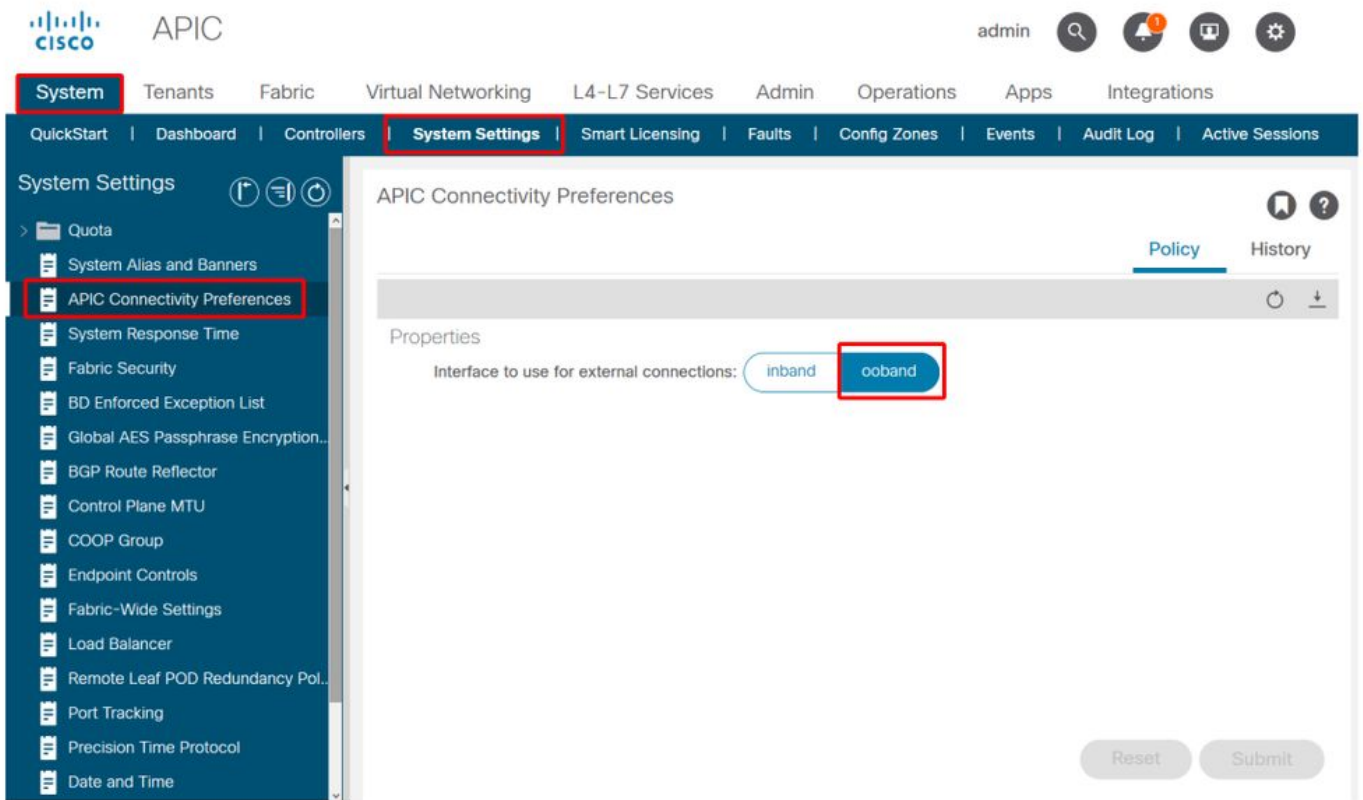 CISCO
APIC
admin
1
System Tenants Fabric Virtual Networking L4-L7 Services Admin Operations Apps Integrations
QuickStart | Dashboard | Controllers | System Settings | Smart Licensing | Faults | Config Zones | Events | Audit Log | Active Sessions
System Settings
Quota
System Alias and Banners
APIC Connectivity Preferences
System Response Time
Fabric Security
BD Enforced Exception List
Global AES Passphrase Encryption...
BGP Route Reflector
Control Plane MTU
COOP Group
Endpoint Controls
Fabric-Wide Settings
Load Balancer
Remote Leaf POD Redundancy Pol...
Port Tracking
Precision Time Protocol
Date and Time
APIC Connectivity Preferences
?
Policy History
Properties
Interface to use for external connections: inband ooband
Reset Submit